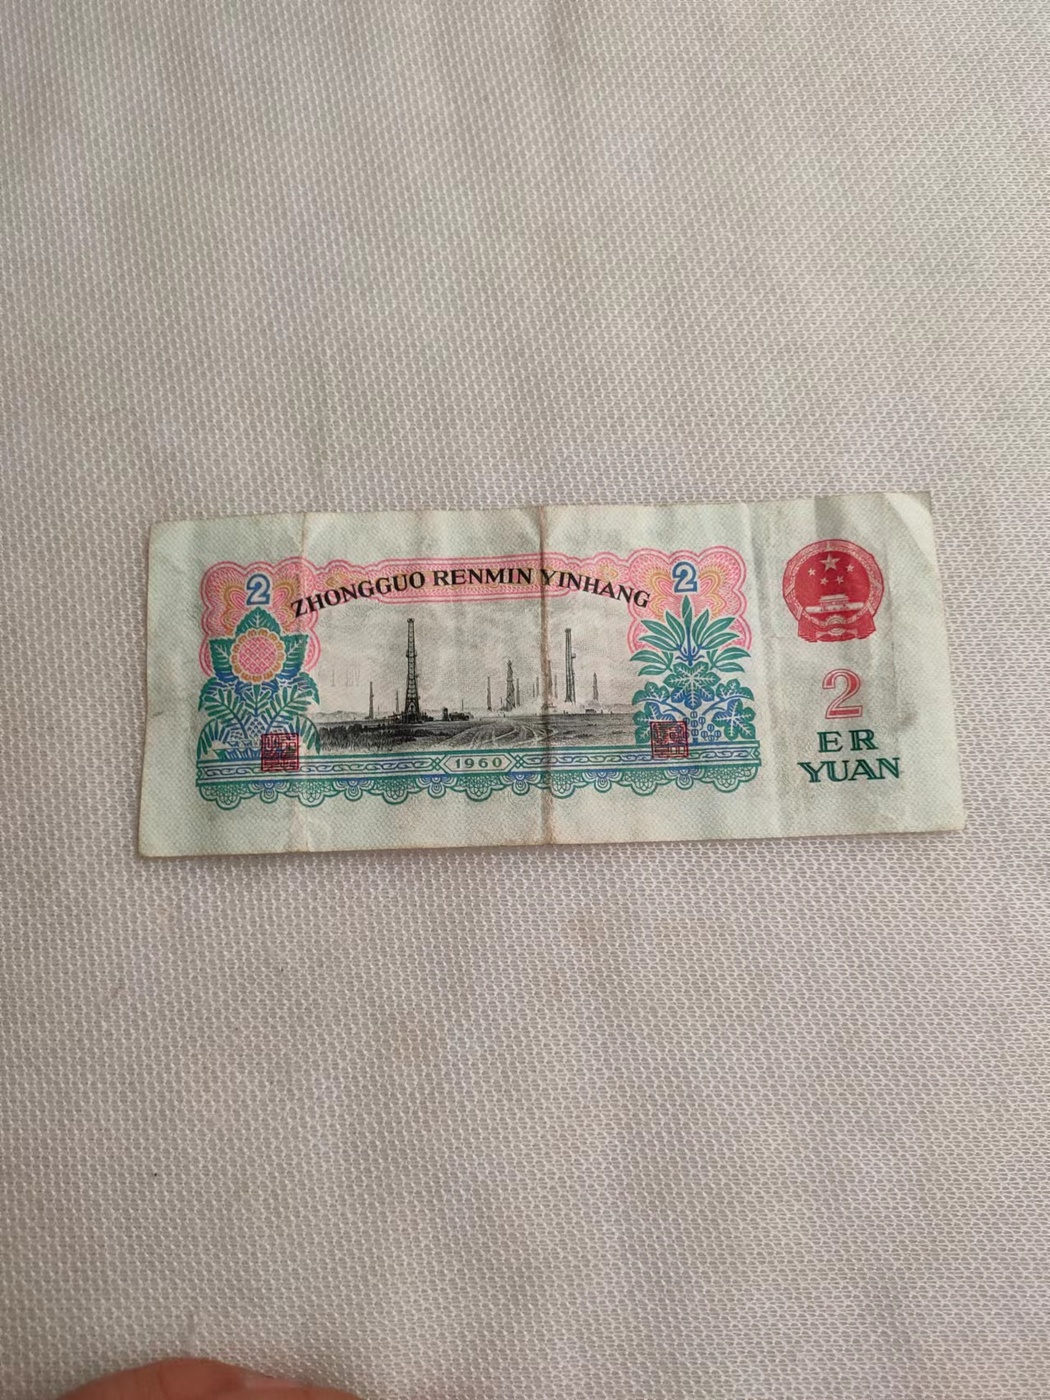 2
2
ZHONGGUO RENMIN YINHANG
1960
2
ER
YUAN